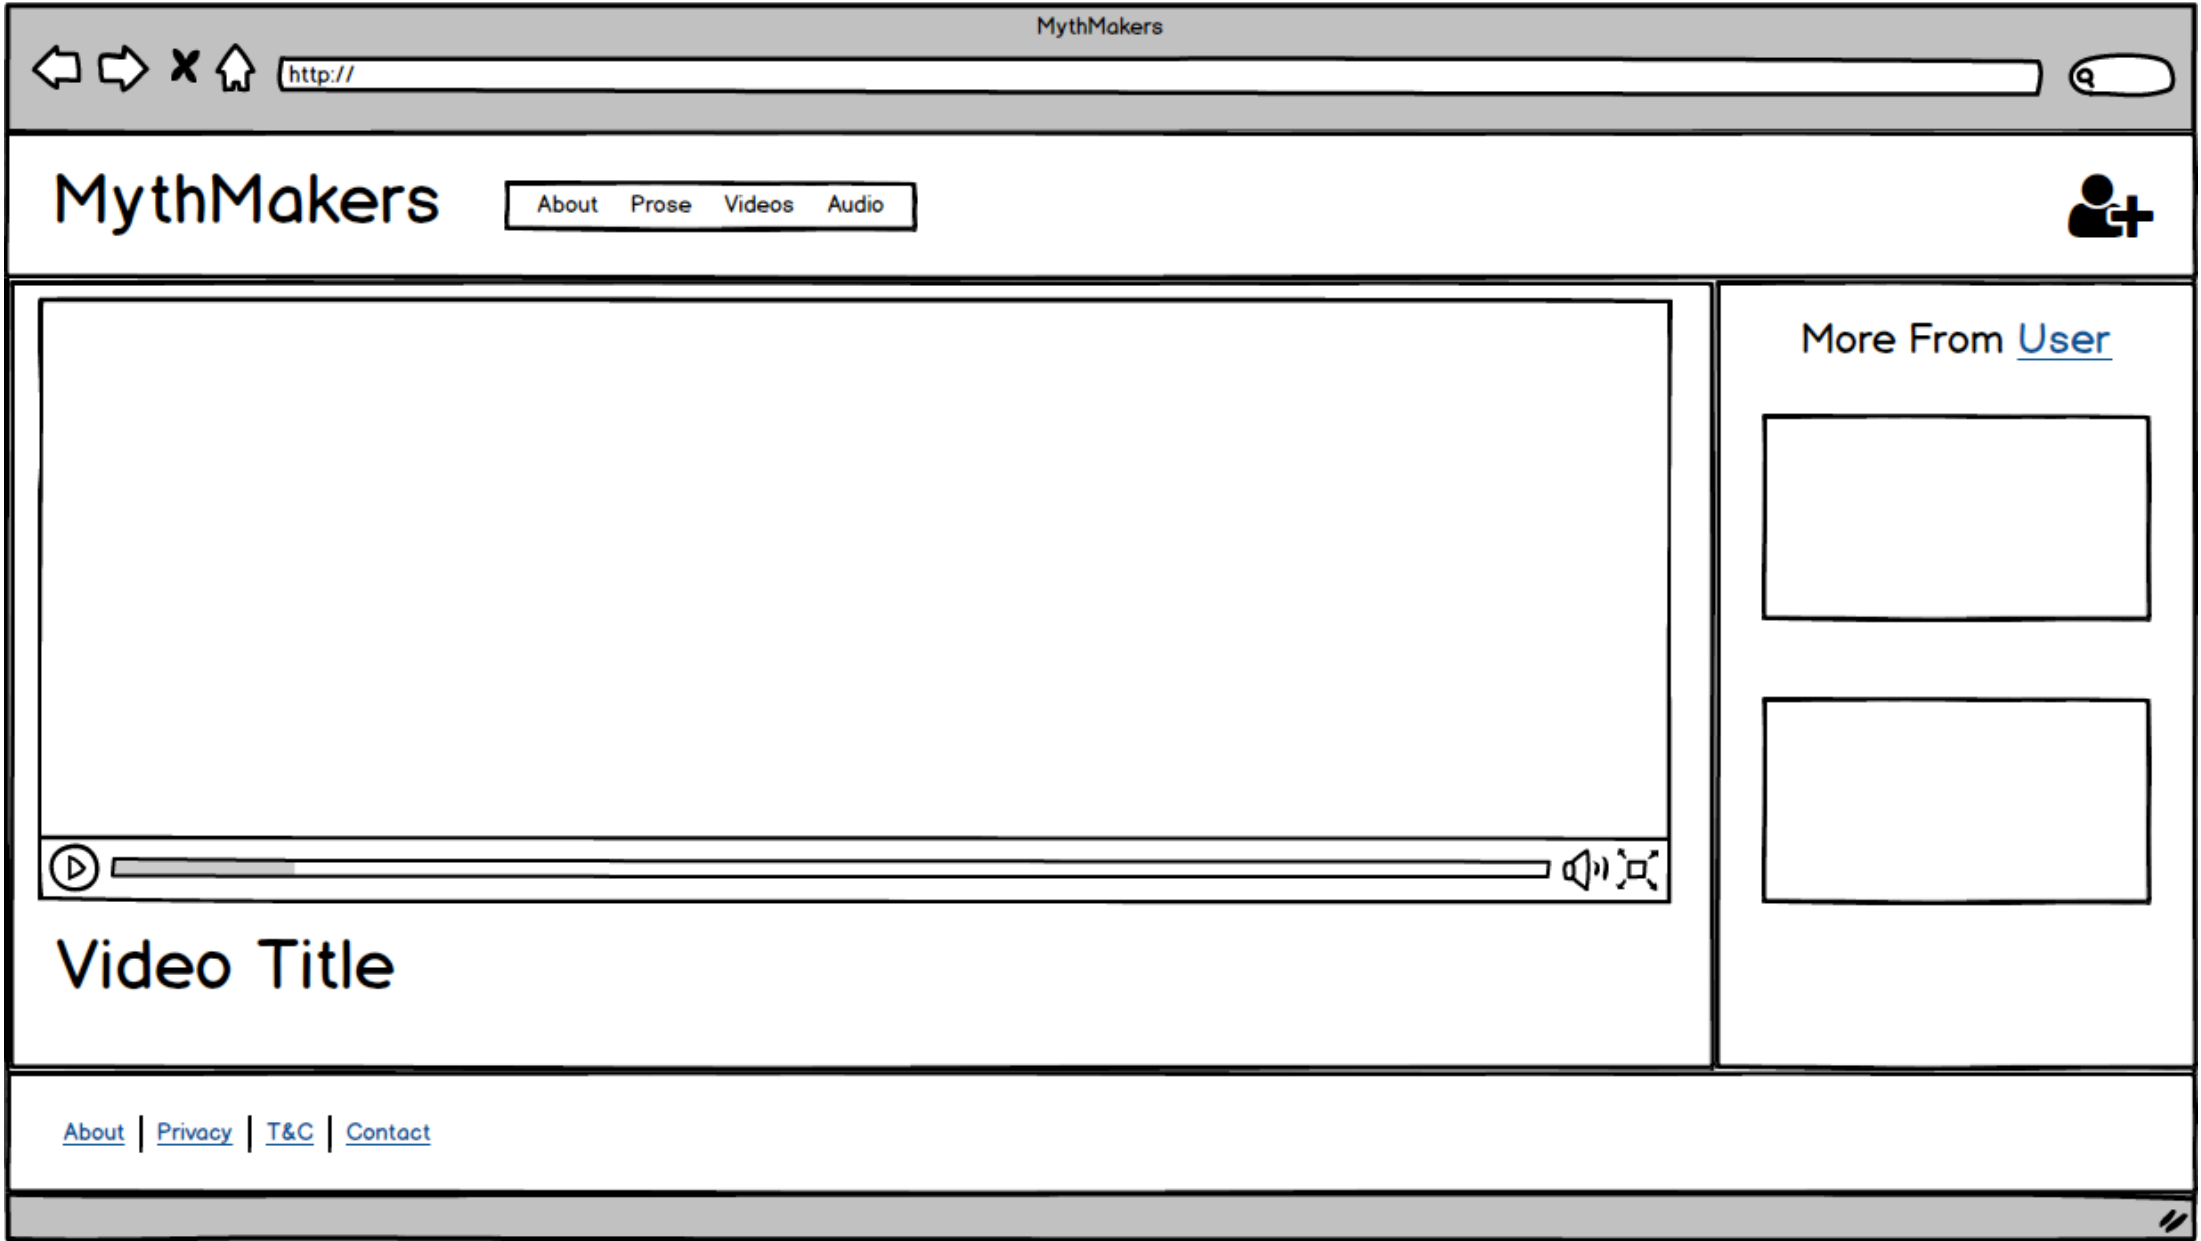 MythMakers
http://
MythMakers
About Prose Videos Audio
More From User
Video Title
About | Privacy | T&C | Contact